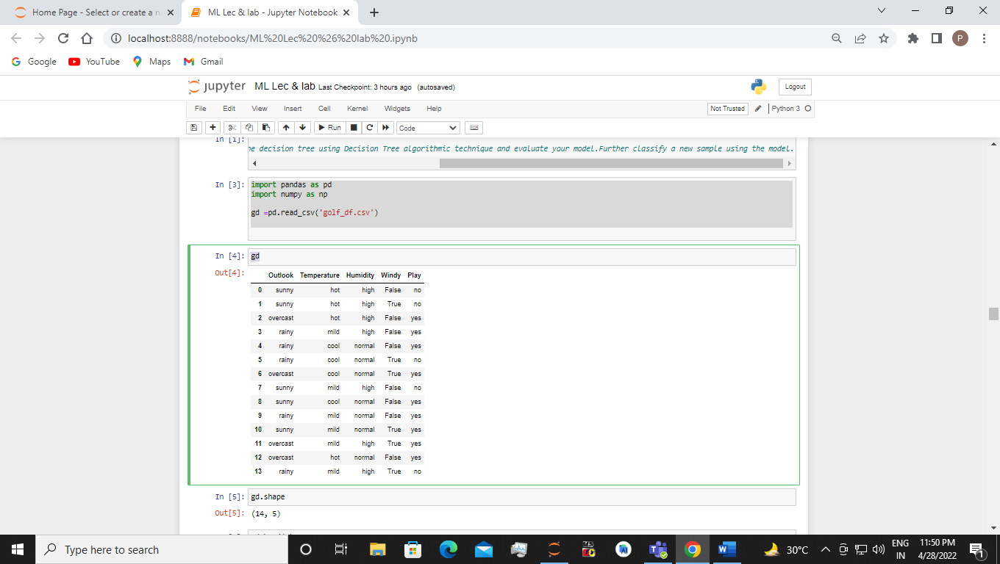 Home Page - Select or create a n
ML Lec & lab - Jupyter Notebook
localhost:8888/notebooks/ML%20Lec%20%26%20lab%20.ipynb
P
Google
YouTube
Maps
Gmail
jupyter ML Lec & lab Last Checkpoint: 3 hours ago (autosaved)
Logout
File Edit View Insert Cell Kernel Widgets Help
Not Trusted
Python 3
Run
Code
In [1]:
he decision tree using Decision Tree algorithmic technique and evaluate your model.Further classify a new sample using the model.
In [3]: import pandas as pd
import numpy as np
gd =pd.read_csv('golf_df.csv')
In [4]: gd
Out[4]:
Outlook Temperature Humidity Windy Play
0 sunny hot high False no
1 sunny hot high True no
2 overcast hot high False yes
3 rainy mild high False yes
4 rainy cool normal False yes
5 rainy cool normal True no
6 overcast cool normal True yes
7 sunny mild high False no
8 sunny cool normal False yes
9 rainy mild normal False yes
10 sunny mild normal True yes
11 overcast mild high True yes
12 overcast hot normal False yes
13 rainy mild high True no
In [5]: gd.shape
Out[5]: (14, 5)
Type here to search
30°C
ENG
IN
11:50 PM
4/28/2022
1